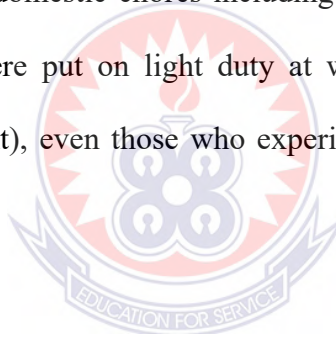 domestic chores including
ere put on light duty at w
t), even those who experi
EDUCATION FOR SERVICE